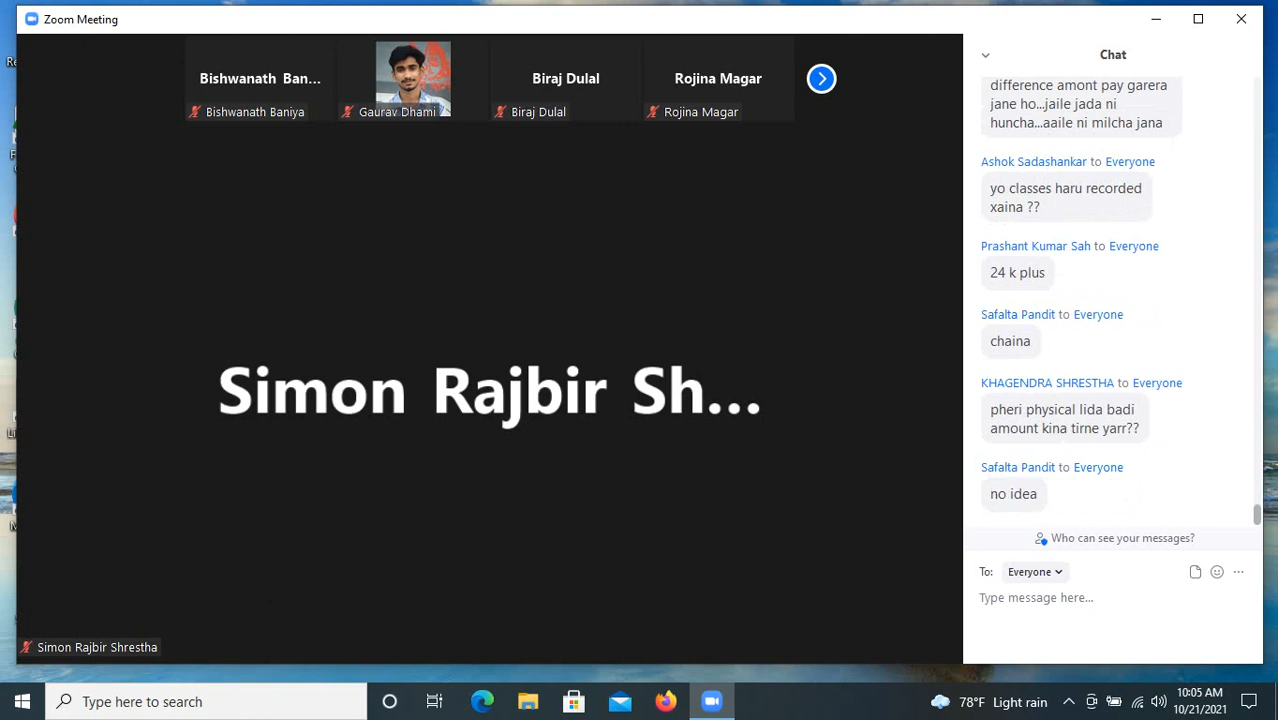 Zoom Meeting
Bishwanath Ban...
Bishwanath Baniya
Gaurav Dhami
Biraj Dulal
Biraj Dulal
Rojina Magar
Rojina Magar
Simon Rajbir Sh...
Simon Rajbir Shrestha
Chat
difference amont pay garera
jane ho...jaile jada ni
huncha...aaile ni milcha jana
Ashok Sadashankar to Everyone
yo classes haru recorded
xaina ??
Prashant Kumar Sah to Everyone
24 k plus
Safalta Pandit to Everyone
chaina
KHAGENDRA SHRESTHA to Everyone
pheri physical lida badi
amount kina tirne yarr??
Safalta Pandit to Everyone
no idea
Who can see your messages?
To: Everyone
Type message here...
Type here to search
78°F Light rain
10:05 AM
10/21/2021